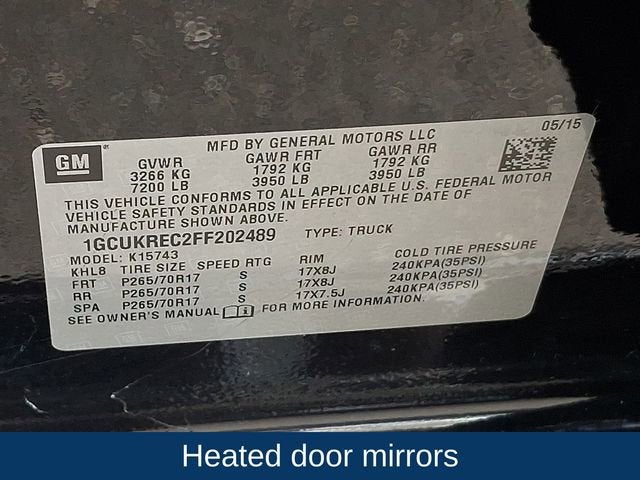 GM
MFD BY GENERAL MOTORS LLC
05/15
GVWR GAWR FRT GAWR RR
3266 KG 1792 KG 1792 KG
7200 LB 3950 LB 3950 LB
THIS VEHICLE CONFORMS TO ALL APPLICABLE U.S. FEDERAL MOTOR
VEHICLE SAFETY STANDARDS IN EFFECT ON THE DATE OF
MANUFACTURE SHOWN ABOVE.
1GCUKREC2FF202489 TYPE: TRUCK
MODEL: K15743
KHL8 TIRE SIZE SPEED RTG RIM COLD TIRE PRESSURE
FRT P265/70R17 S 17X8J 240KPA(35PSI)
RR P265/70R17 S 17X8J 240KPA(35PSI)
SPA P265/70R17 S 17X7.5J 240KPA(35PSI)
SEE OWNER'S MANUAL FOR MORE INFORMATION.
Heated door mirrors